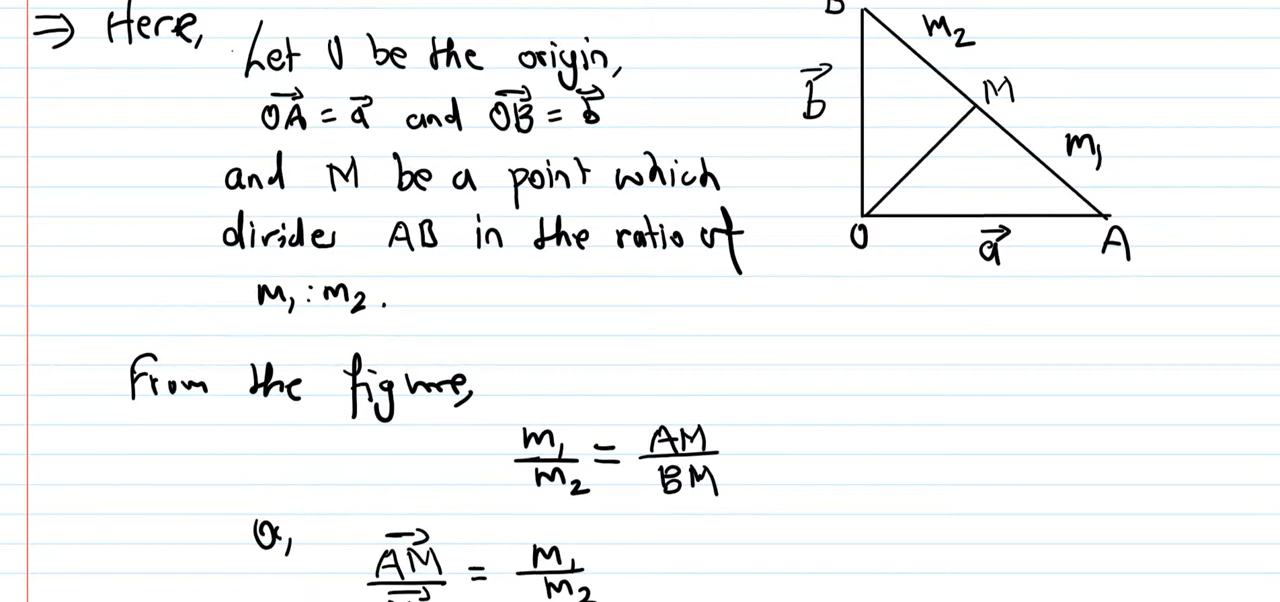 ⇒ Here,
Let O be the origin,
→OA = →a and →OB = →b
and M be a point which
divides AB in the ratio of
m₁ : m₂.
B
m₂
→b
M
m₁
O
→a
A
From the figure,
m₁/m₂ = AM/BM
Or,
→AM = m₁/m₂